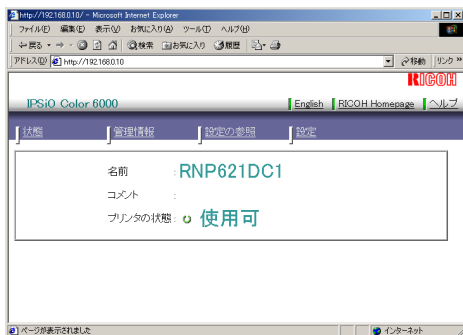 http://192.168.0.10/ - Microsoft Internet Explorer
ファイル(F) 編集(E) 表示(V) お気に入り(A) ツール(T) ヘルプ(H)
戻る 検索 お気に入り 履歴
アドレス(D) http://192.168.0.10 移動 リンク »
RICOH
IPSiO Color 6000 English RICOH Homepage ヘルプ
状態 管理情報 設定の参照 設定
名前 : RNP621DC1
コメント :
プリンタの状態 : 使用可
ページが表示されました インターネット